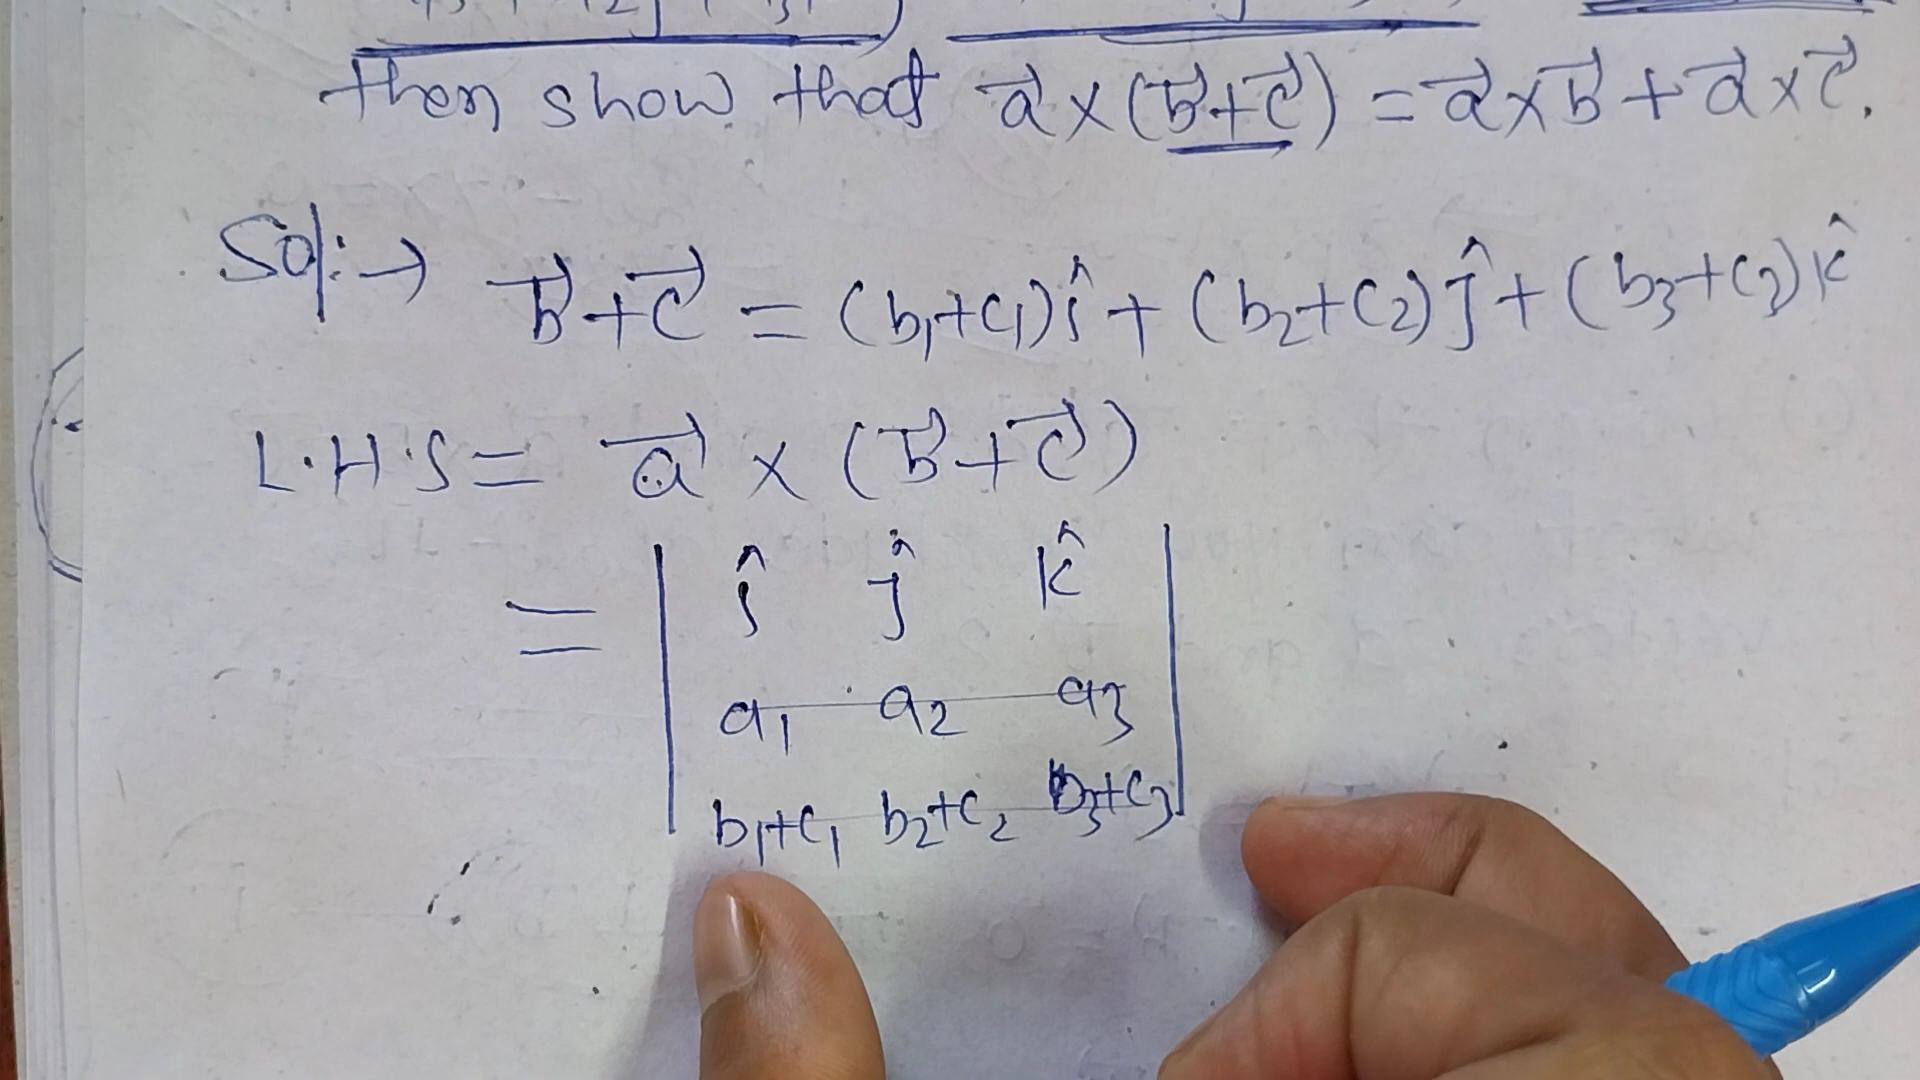 then show that a⃗ × (b⃗+c⃗) = a⃗×b⃗ + a⃗×c⃗.
Sol:→ b⃗+c⃗ = (b₁+c₁)î + (b₂+c₂)ĵ + (b₃+c₃)k̂
L.H.S = a⃗ × (b⃗+c⃗)
= | î ĵ k̂ |
a₁ a₂ a₃
b₁+c₁ b₂+c₂ b₃+c₃